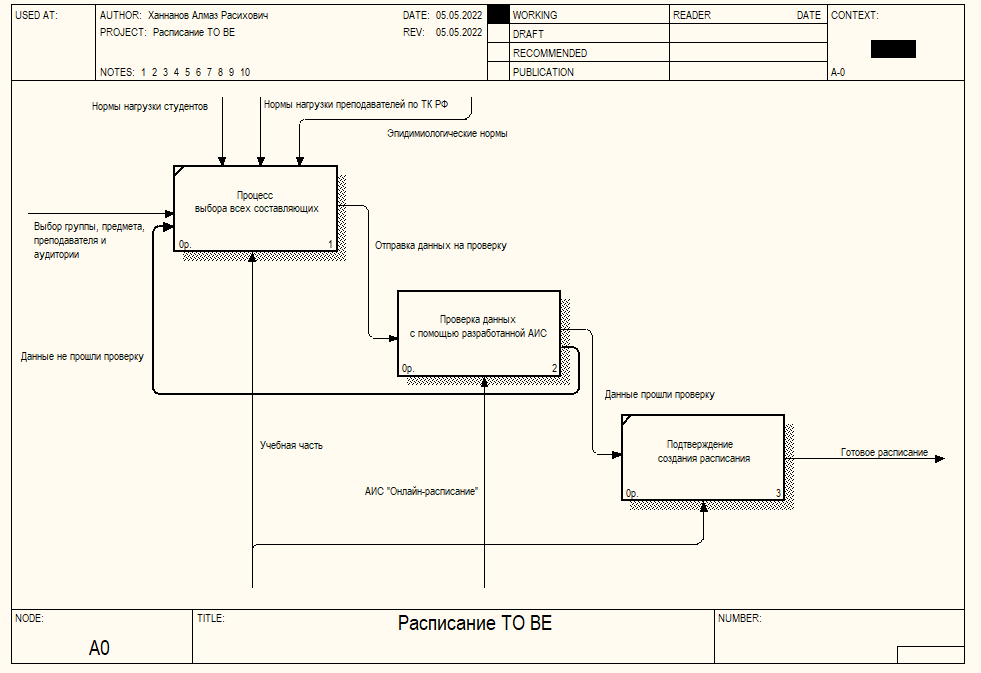 USED AT:
AUTHOR: Ханнанов Алмаз Расихович
DATE: 05.05.2022
PROJECT: Расписание TO BE
REV: 05.05.2022
NOTES: 1 2 3 4 5 6 7 8 9 10
WORKING
DRAFT
RECOMMENDED
PUBLICATION
READER
DATE
CONTEXT:
A-0
Нормы нагрузки студентов
Нормы нагрузки преподавателей по ТК РФ
Эпидимиологические нормы
Процесс
выбора всех составляющих
0р.
1
Выбор группы, предмета,
преподавателя и
аудитории
Отправка данных на проверку
Проверка данных
с помощью разработанной АИС
0р.
2
Данные не прошли проверку
Данные прошли проверку
Подтверждение
создания расписания
0р.
3
Готовое расписание
Учебная часть
АИС "Онлайн-расписание"
NODE:
A0
TITLE:
Расписание TO BE
NUMBER: